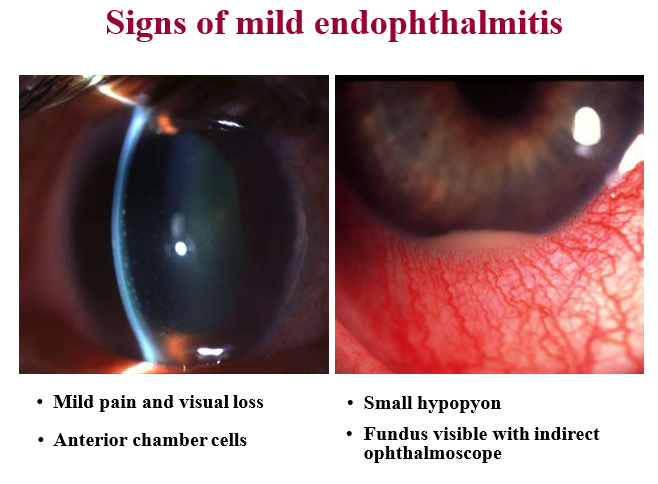 Signs of mild endophthalmitis
• Mild pain and visual loss
• Anterior chamber cells
• Small hypopyon
• Fundus visible with indirect
ophthalmoscope